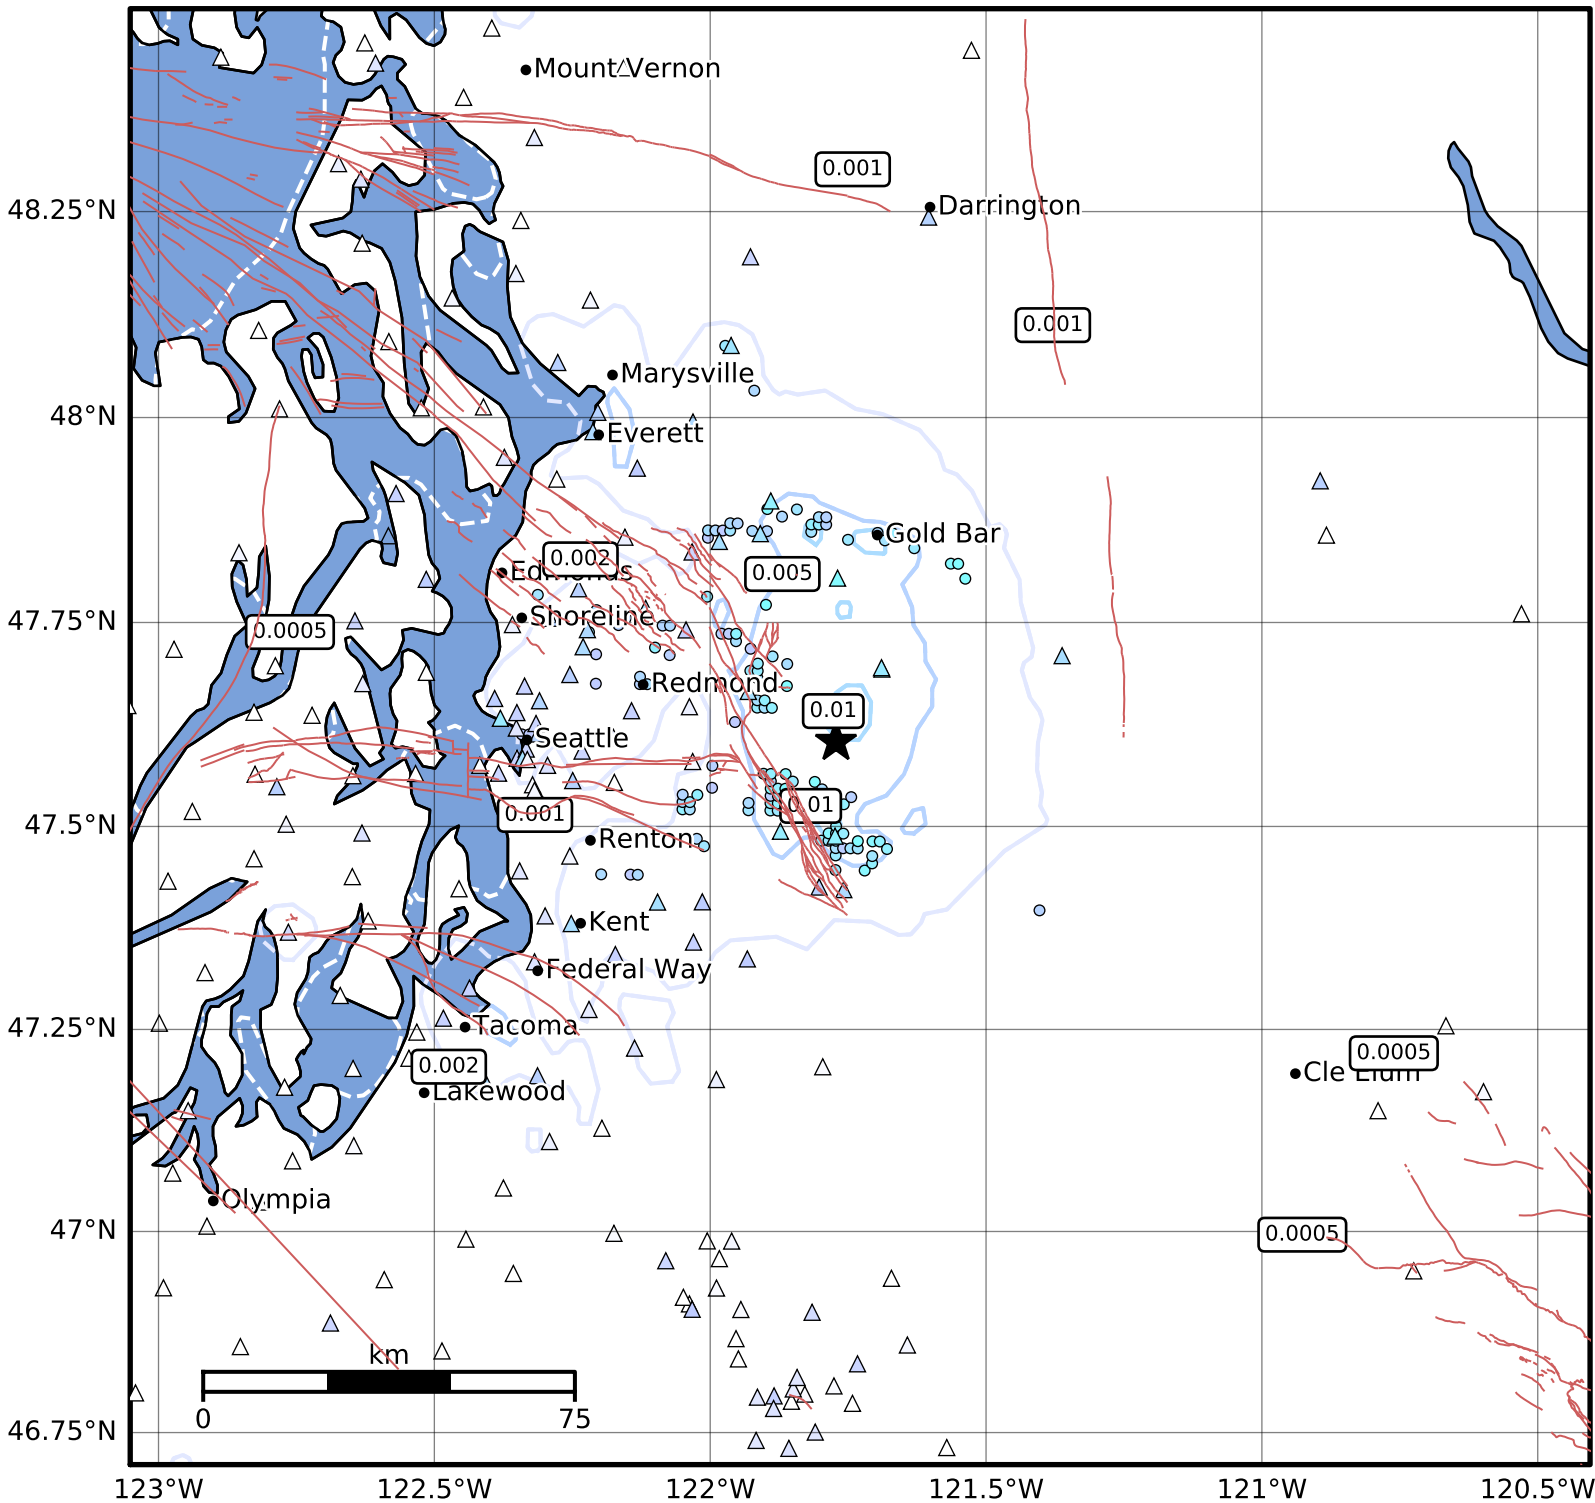 Mount Vernon
0.001
48.25°N
Darrington
0.001
Marysville
48°N
Everett
Gold Bar
0.002
0.005
Edmonds
47.75°N
Shoreline
0.0005
Redmond
0.01
Seattle
0.01
0.001
47.5°N
Renton
Kent
Federal Way
47.25°N
Tacoma
0.0005
0.002
Cle Elum
Lakewood
Olympia
47°N
0.0005
km
0
75
46.75°N
123°W
122.5°W
122°W
121.5°W
121°W
120.5°W